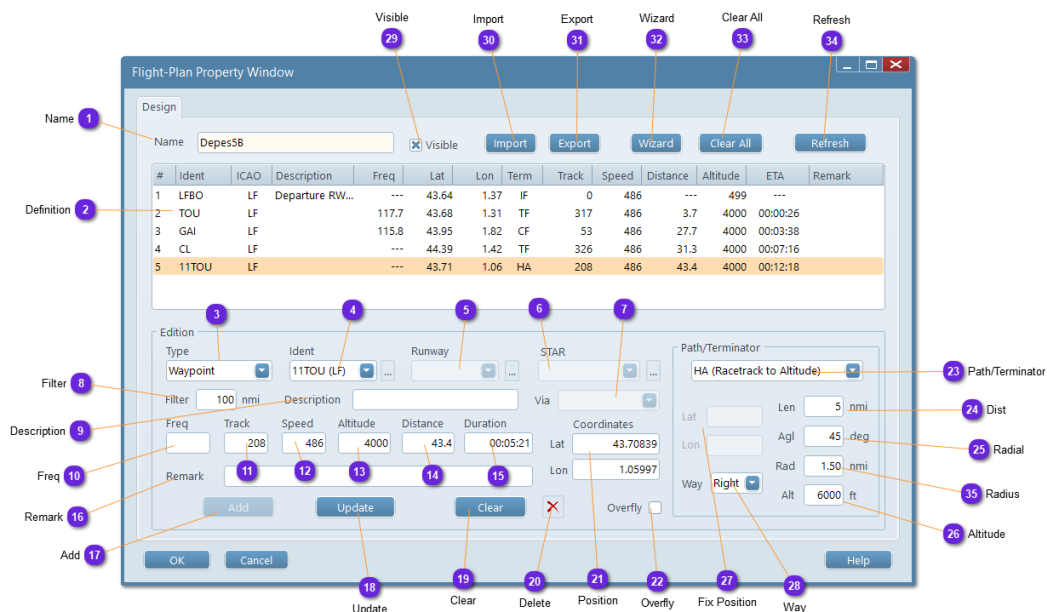 Visible Import Export Wizard Clear All Refresh
29 30 31 32 33 34
Flight-Plan Property Window
Design
Name 1
Name Depes5B Visible Import Export Wizard Clear All Refresh
# Ident ICAO Description Freq Lat Lon Term Track Speed Distance Altitude ETA Remark
1 LFBO LF Departure RW... --- 43.64 1.37 IF 0 486 --- 499 ---
Definition 2
2 TOU LF 117.7 43.68 1.31 TF 317 486 3.7 4000 00:00:26
3 GAI LF 115.8 43.95 1.82 CF 53 486 27.7 4000 00:03:38
4 CL LF --- 44.39 1.42 TF 326 486 31.3 4000 00:07:16
5 11TOU LF --- 43.71 1.06 HA 208 486 43.4 4000 00:12:18
3 4 5 6 7
Edition
Type Ident Runway STAR Path/Terminator
Waypoint 11TOU (LF) ... ... ... HA (Racetrack to Altitude) 23 Path/Terminator
Filter 8
Filter 100 nmi Description Via
Len 5 nmi 24 Dist
Description 9
Freq Track Speed Altitude Distance Duration Coordinates Lat
208 486 4000 43.4 00:05:21 Lat 43.70839 Lon Agl 45 deg 25 Radial
Freq 10 11 12 13 14 15
Remark Lon 1.05997 Rad 1.50 nmi 35 Radius
Way Right
Remark 16
Alt 6000 ft
Add Update Clear Overfly
26 Altitude
Add 17
OK Cancel Help
18 19 20 21 22 27 28
Update Clear Delete Position Overfly Fix Position Way